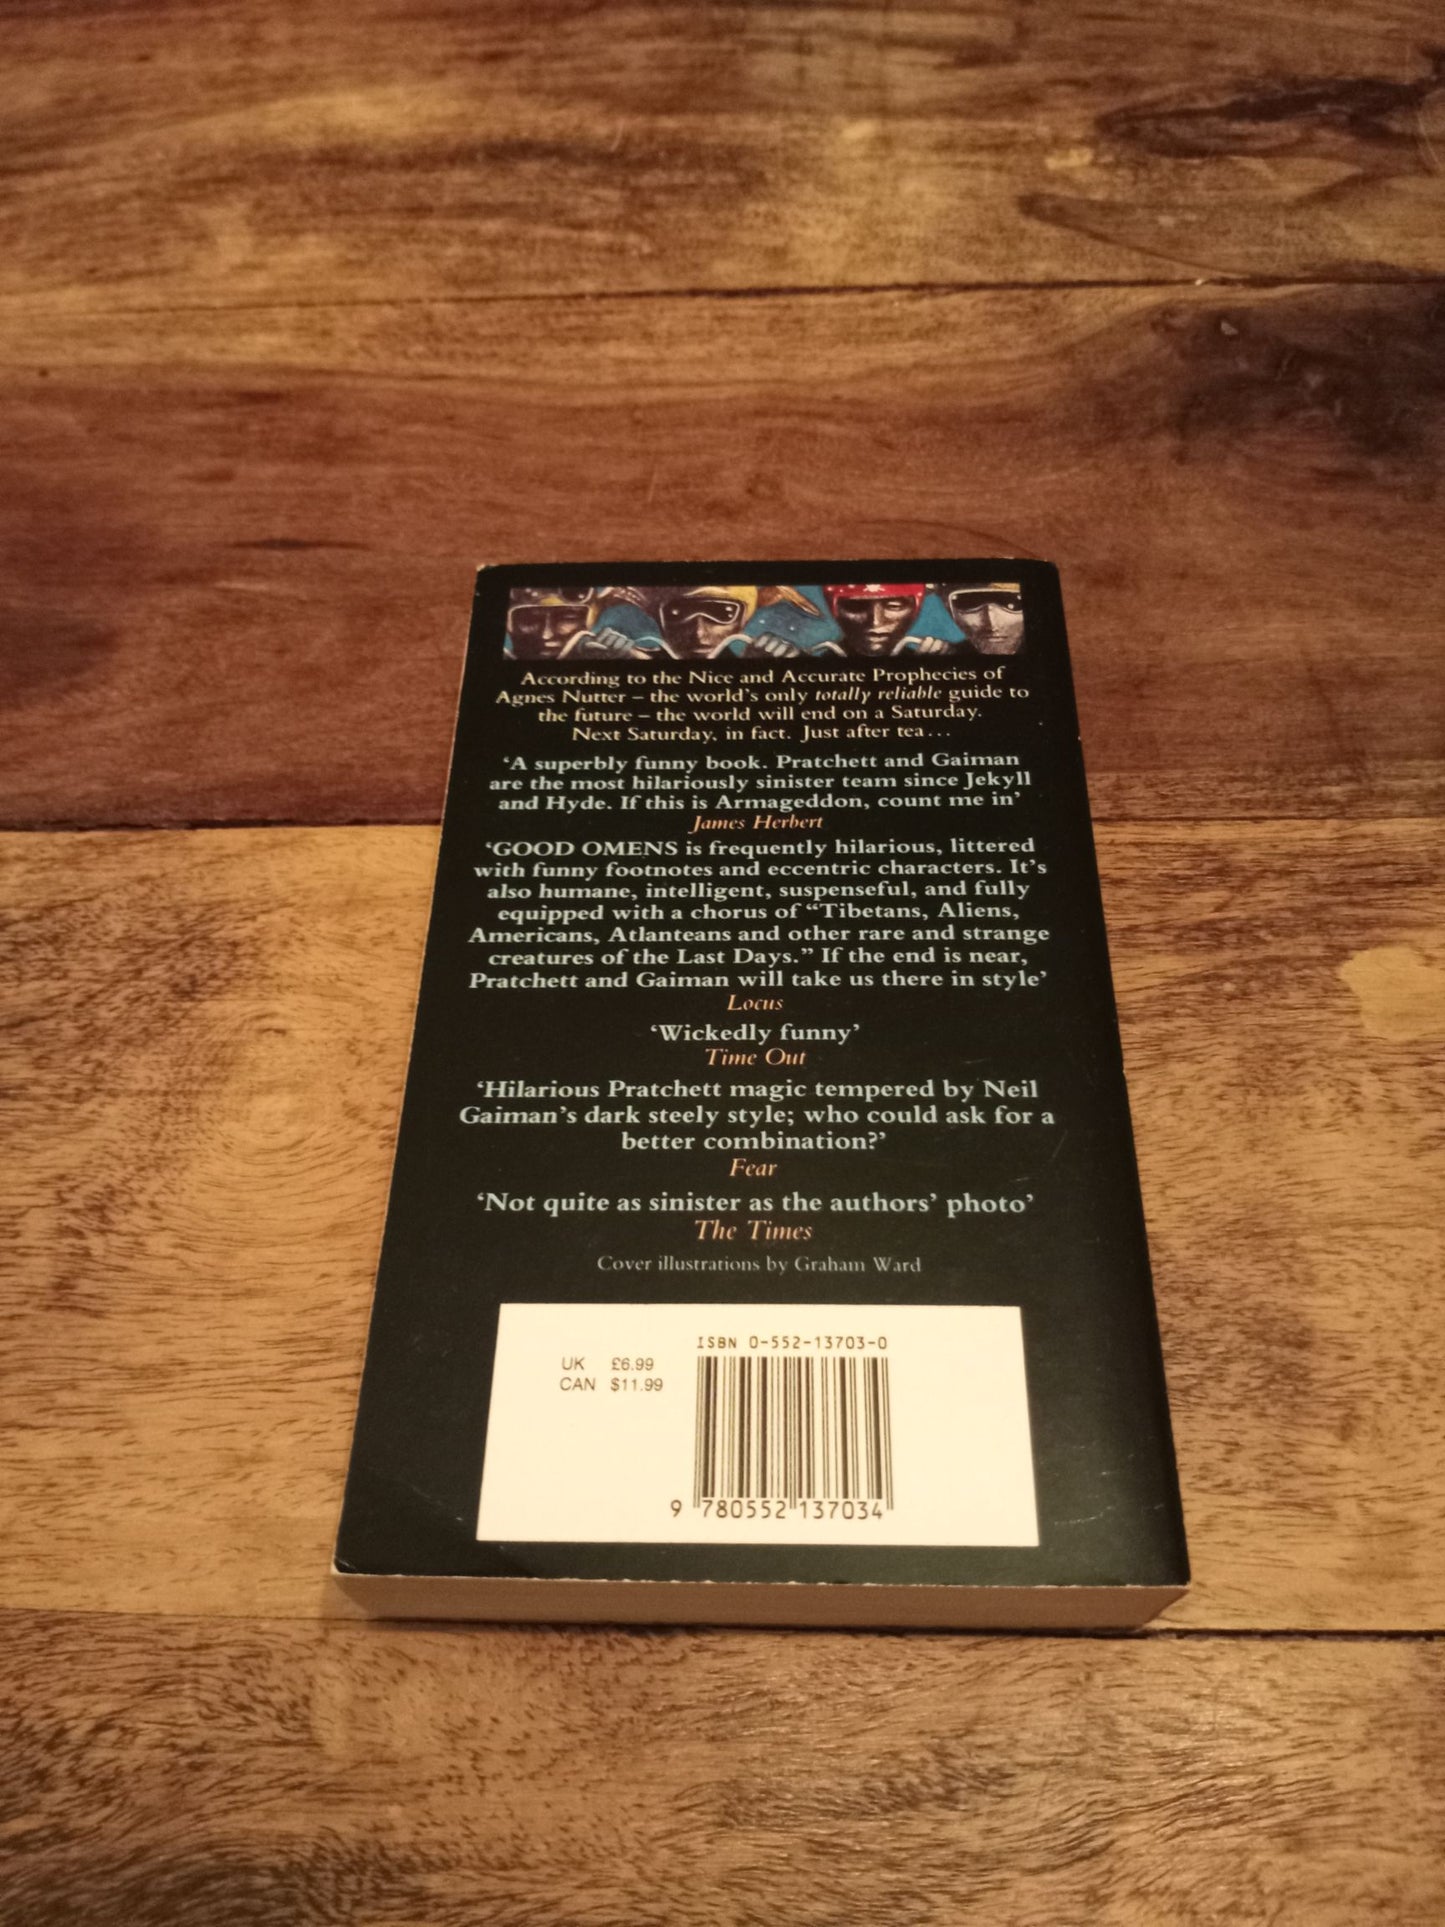 According to the Nice and Accurate Prophecies of
Agnes Nutter – the world's only totally reliable guide to
the future – the world will end on a Saturday.
Next Saturday, in fact. Just after tea...
‘A superbly funny book. Pratchett and Gaiman
are the most hilariously sinister team since Jekyll
and Hyde. If this is Armageddon, count me in’
James Herbert
‘GOOD OMENS is frequently hilarious, littered
with funny footnotes and eccentric characters. It's
also humane, intelligent, suspenseful, and fully
equipped with a chorus of “Tibetans, Aliens,
Americans, Atlanteans and other rare and strange
creatures of the Last Days.” If the end is near,
Pratchett and Gaiman will take us there in style’
Locus
‘Wickedly funny’
Time Out
‘Hilarious Pratchett magic tempered by Neil
Gaiman's dark steely style; who could ask for a
better combination?’
Fear
‘Not quite as sinister as the authors’ photo’
The Times
Cover illustrations by Graham Ward
ISBN 0-552-13703-0
UK £6.99
CAN $11.99
9 780552 137034